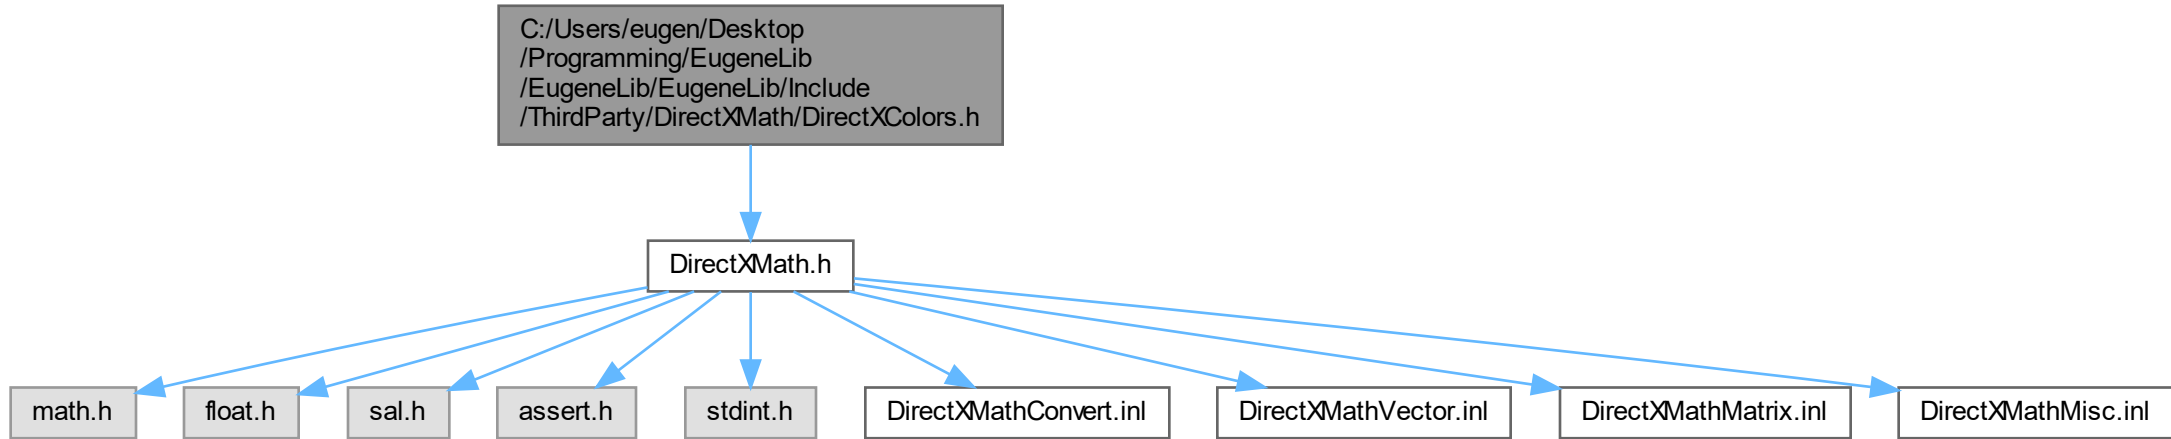 C:/Users/eugen/Desktop
/Programming/EugeneLib
/EugeneLib/EugeneLib/Include
/ThirdParty/DirectXMath/DirectXColors.h
DirectXMath.h
math.h
float.h
sal.h
assert.h
stdint.h
DirectXMathConvert.inl
DirectXMathVector.inl
DirectXMathMatrix.inl
DirectXMathMisc.inl